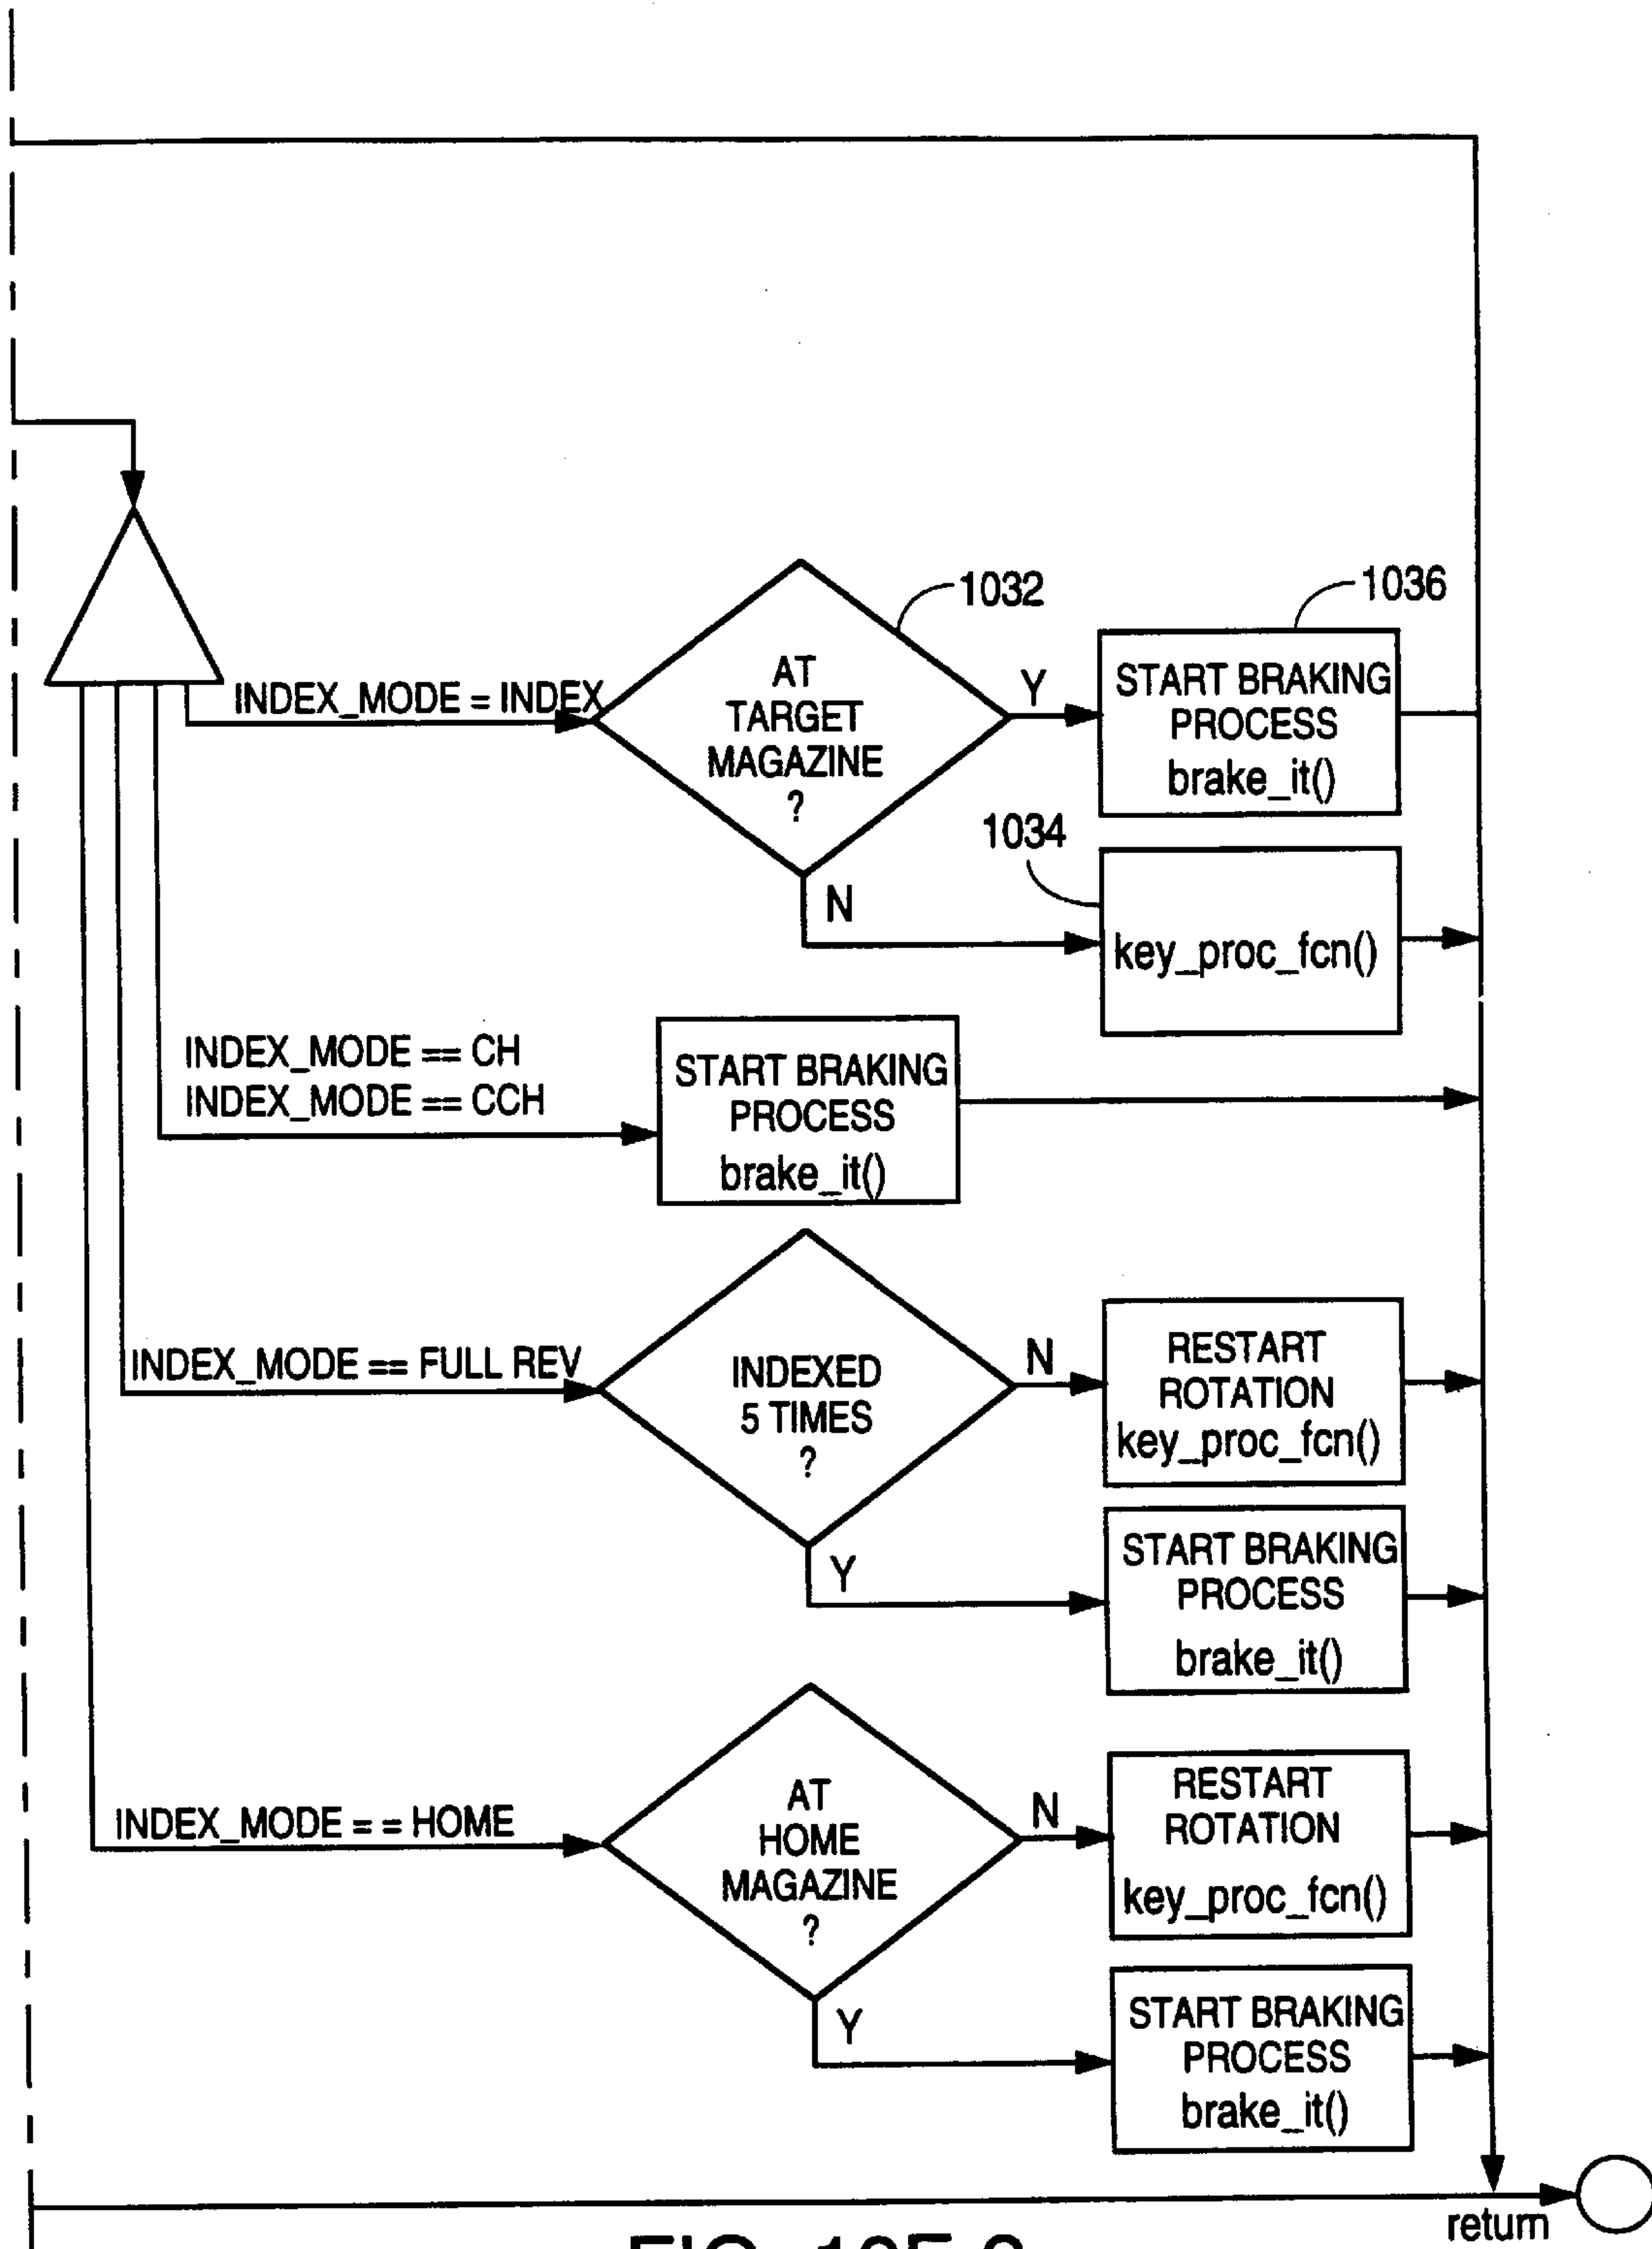 1032
1036
AT
TARGET
MAGAZINE
?
INDEX_MODE = INDEX
Y
START BRAKING
PROCESS
brake_it()
1034
N
key_proc_fcn()
INDEX_MODE == CH
INDEX_MODE == CCH
START BRAKING
PROCESS
brake_it()
INDEX_MODE == FULL REV
INDEXED
5 TIMES
?
N
RESTART
ROTATION
key_proc_fcn()
Y
START BRAKING
PROCESS
brake_it()
INDEX_MODE = = HOME
AT
HOME
MAGAZINE
?
N
RESTART
ROTATION
key_proc_fcn()
Y
START BRAKING
PROCESS
brake_it()
return